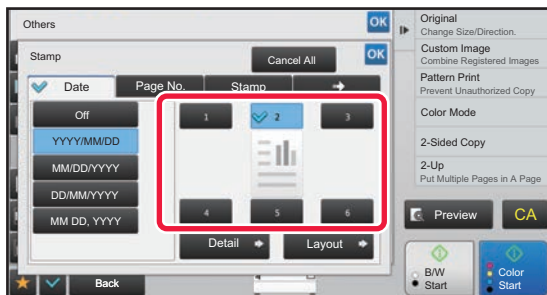 Others
OK
Stamp
Cancel All
OK
Date
Page No.
Stamp
Off
YYYY/MM/DD
MM/DD/YYYY
DD/MM/YYYY
MM DD, YYYY
1
2
3
4
5
6
Detail
Layout
Back
Original
Change Size/Direction.
Custom Image
Combine Registered Images
Pattern Print
Prevent Unauthorized Copy
Color Mode
2-Sided Copy
2-Up
Put Multiple Pages in A Page
Preview
CA
B/W
Start
Color
Start